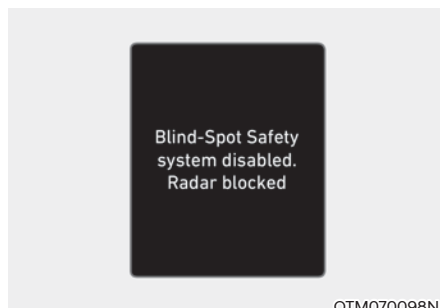 Blind-Spot Safety
system disabled.
Radar blocked
OTM070098N